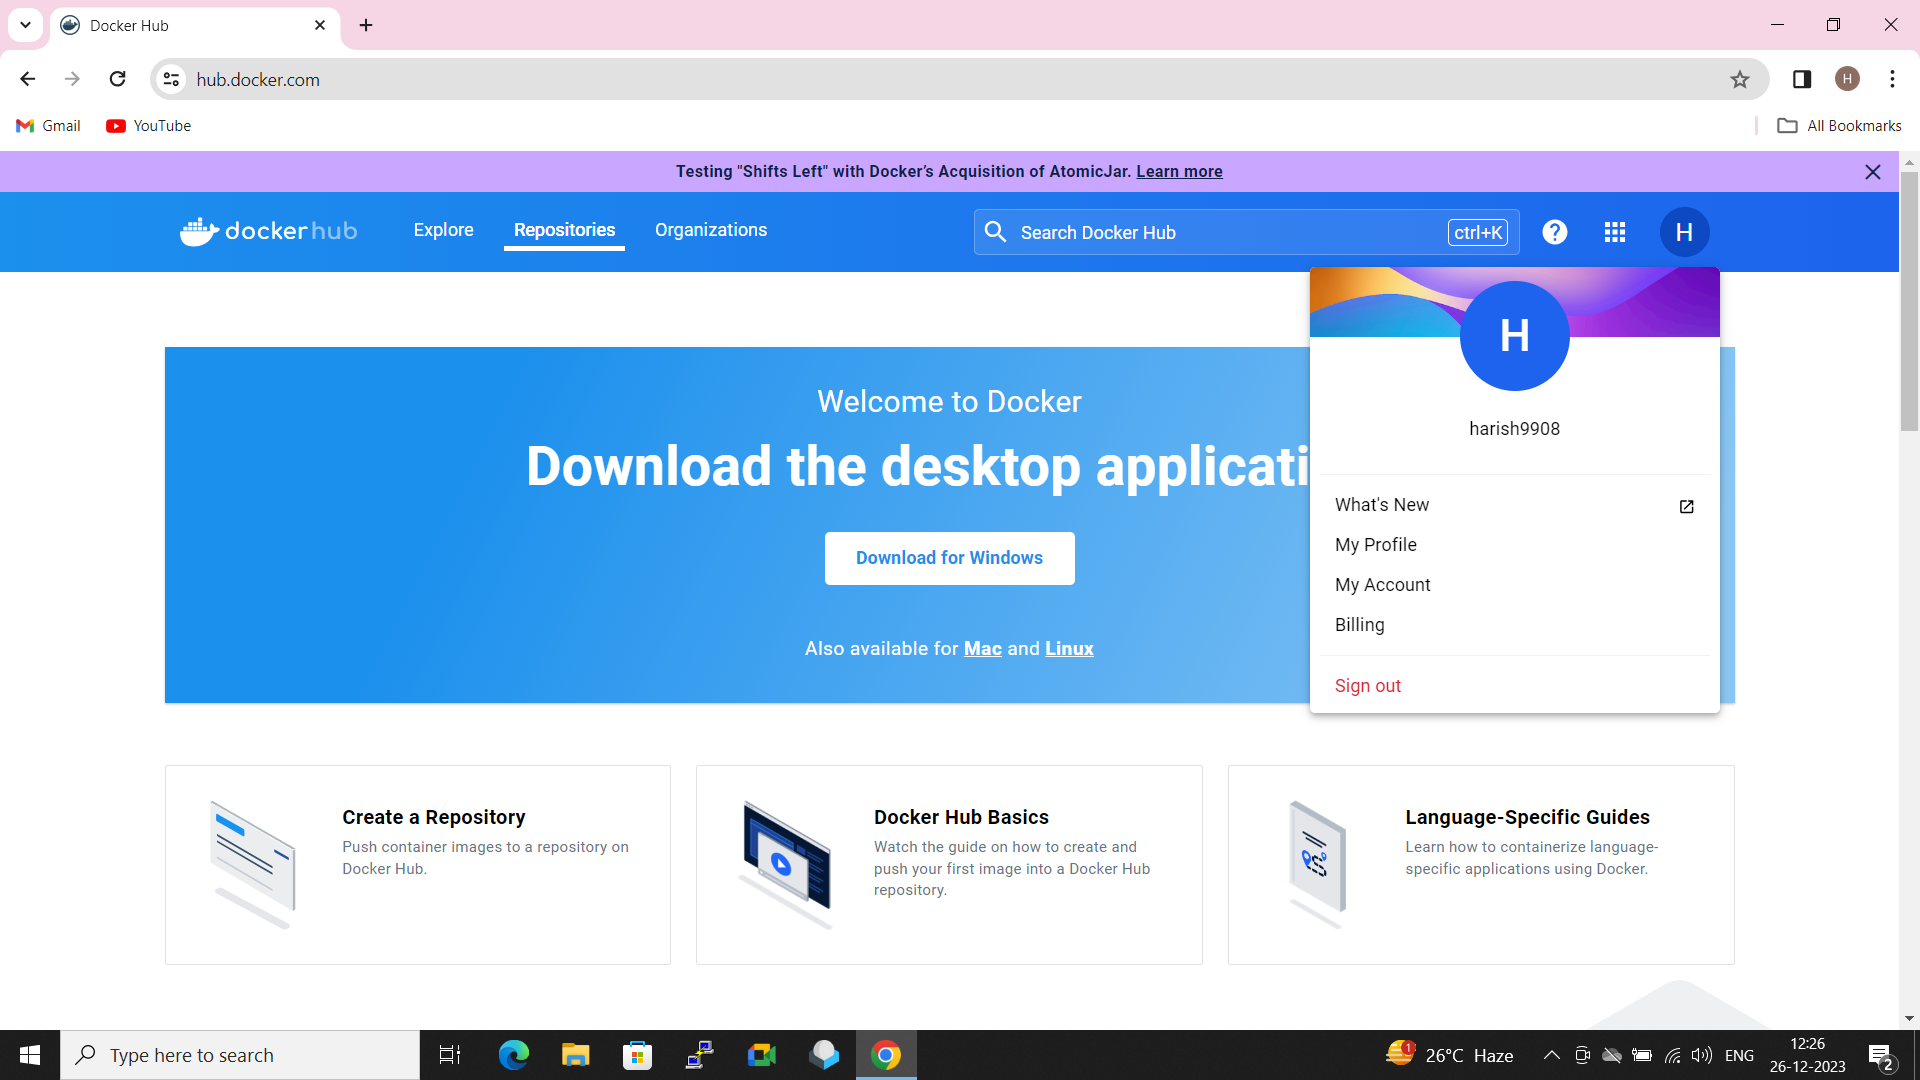 Docker Hub
hub.docker.com
H
Gmail
YouTube
All Bookmarks
Testing "Shifts Left" with Docker’s Acquisition of AtomicJar. Learn more
dockerhub
Explore
Repositories
Organizations
Search Docker Hub
ctrl+K
?
H
H
harish9908
What's New
My Profile
My Account
Billing
Sign out
Welcome to Docker
Download the desktop applicati
Download for Windows
Also available for Mac and Linux
Create a Repository
Push container images to a repository on
Docker Hub.
Docker Hub Basics
Watch the guide on how to create and
push your first image into a Docker Hub
repository.
Language-Specific Guides
Learn how to containerize language-
specific applications using Docker.
Type here to search
1
26°C Haze
ENG
12:26
26-12-2023
2